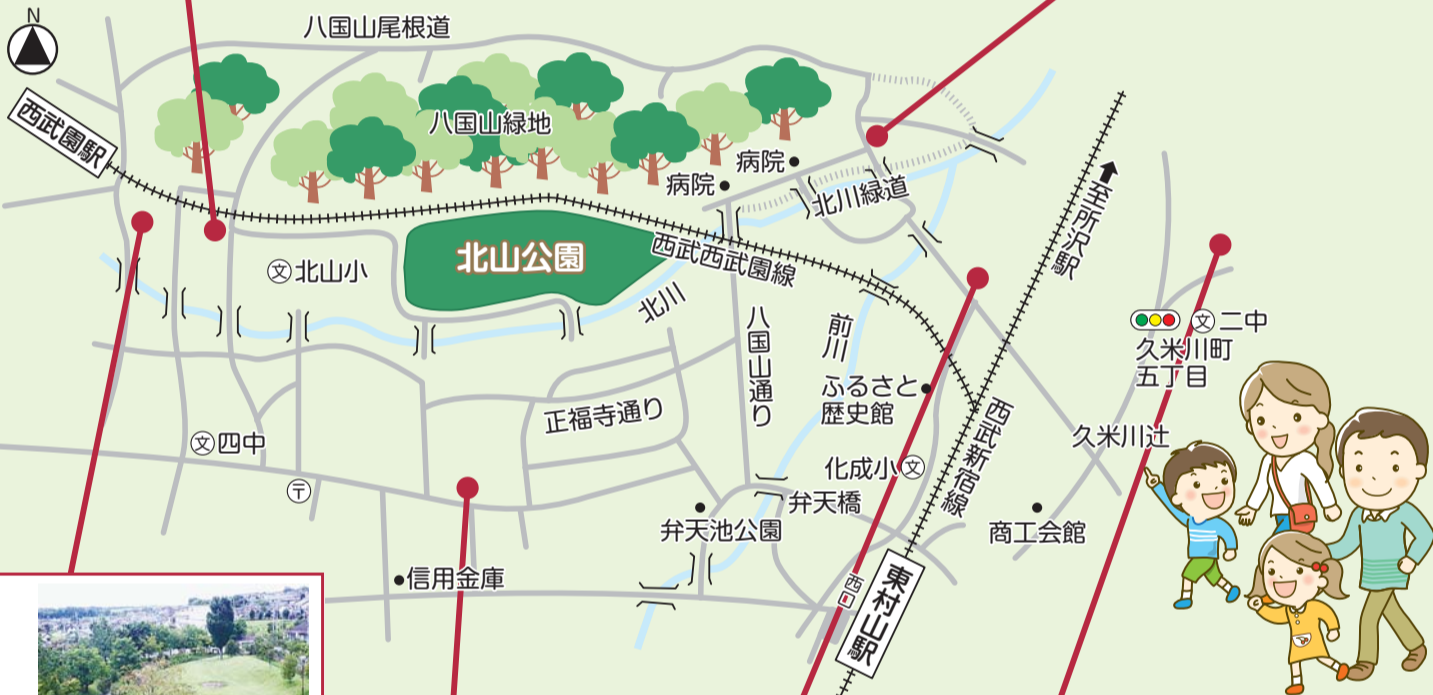 N
八国山尾根道
西武園駅
八国山緑地
病院
病院
北川緑道
至所沢駅
北山公園
西武西武園線
文 北山小
北川
八国山通り
前川
文 二中
久米川町
五丁目
ふるさと
歴史館
正福寺通り
西武新宿線
久米川辻
文 四中
化成小 文
〒
弁天橋
弁天池公園
商工会館
信用金庫
西口
東村山駅